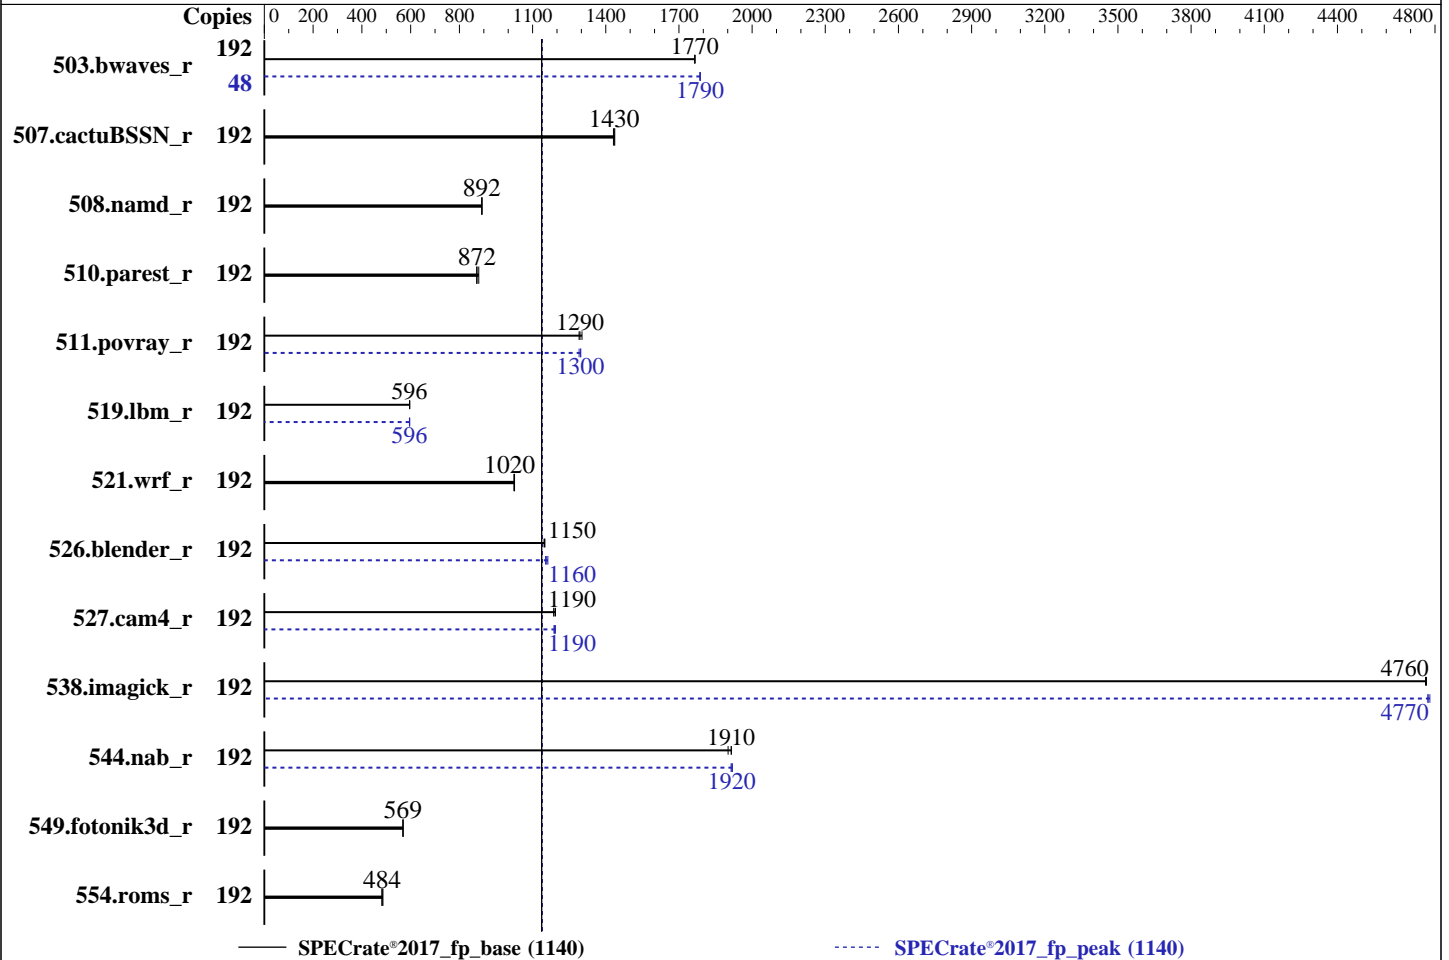 Copies 0 200 400 600 800 1100 1400 1700 2000 2300 2600 2900 3200 3500 3800 4100 4400 4800
503.bwaves_r 192 1770
48 1790
507.cactuBSSN_r 192 1430
508.namd_r 192 892
510.parest_r 192 872
511.povray_r 192 1290
1300
519.lbm_r 192 596
596
521.wrf_r 192 1020
526.blender_r 192 1150
1160
527.cam4_r 192 1190
1190
538.imagick_r 192 4760
4770
544.nab_r 192 1910
1920
549.fotonik3d_r 192 569
554.roms_r 192 484
SPECrate®2017_fp_base (1140) SPECrate®2017_fp_peak (1140)